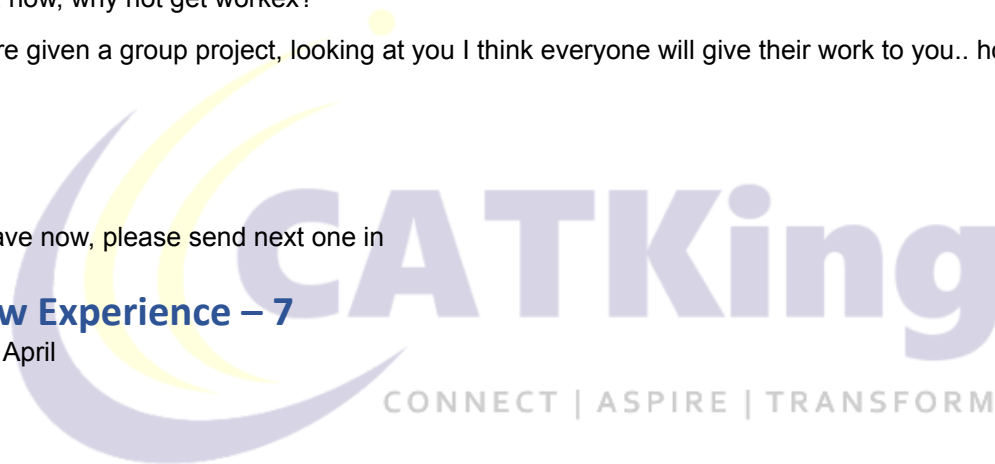 now, why not get workex?
re given a group project, looking at you I think everyone will give their work to you.. h
ave now, please send next one in
w Experience – 7
April
CATKing
CONNECT | ASPIRE | TRANSFORM